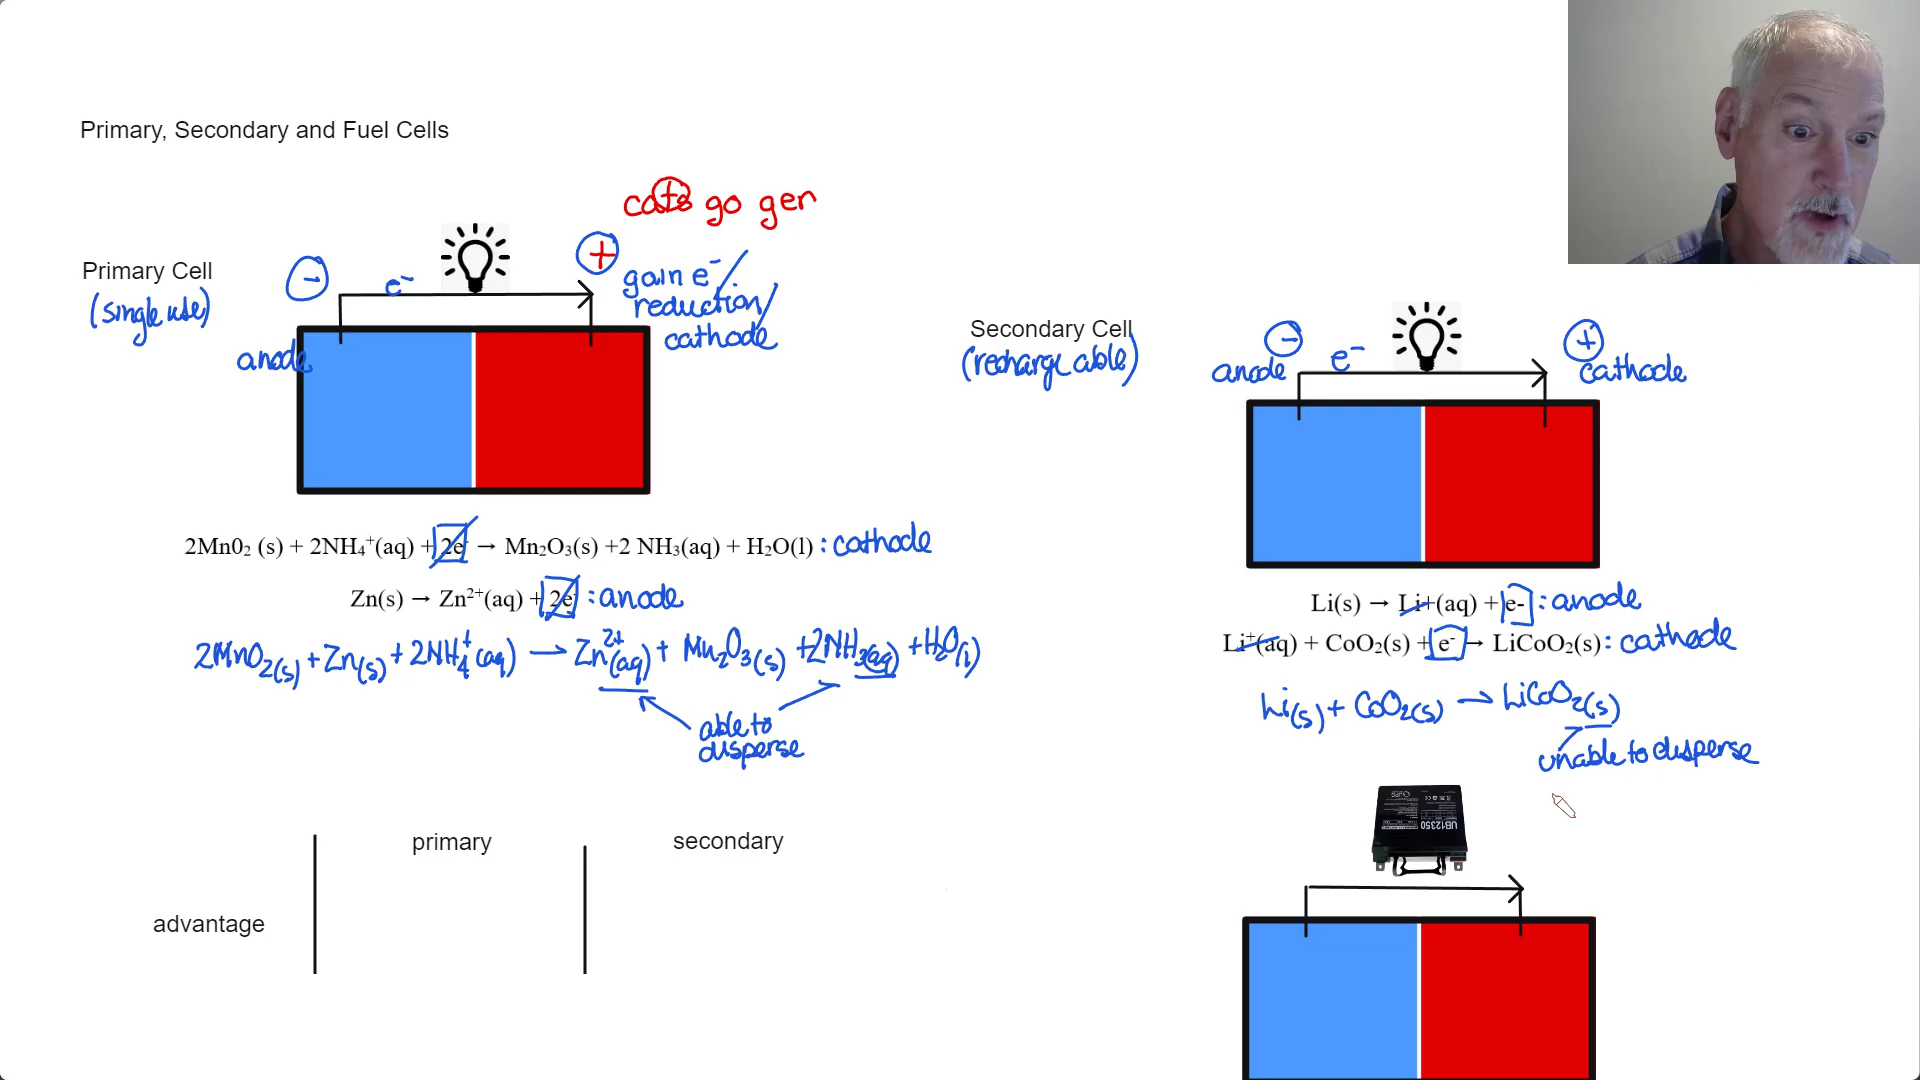 Primary, Secondary and Fuel Cells
cats go ger
+
Primary Cell
(single use)
-
e⁻
+
gain e⁻/
reduction/
cathode
anode
2Mn0₂ (s) + 2NH₄⁺(aq) + 2e⁻ → Mn₂O₃(s) +2 NH₃(aq) + H₂O(l) : cathode
Zn(s) → Zn²⁺(aq) + 2e⁻ : anode
2MnO₂(s) + Zn(s) + 2NH₄⁺(aq) → Zn²⁺(aq) + Mn₂O₃(s) + 2NH₃(aq) + H₂O(l)
able to
disperse
primary
secondary
advantage
Secondary Cell
(rechargeable)
-
anode
e⁻
+
cathode
Li(s) → Li+(aq) + e- : anode
Li⁺(aq) + CoO₂(s) + e⁻ → LiCoO₂(s) : cathode
Li(s) + CoO₂(s) → LiCoO₂(s)
unable to disperse
UB12350